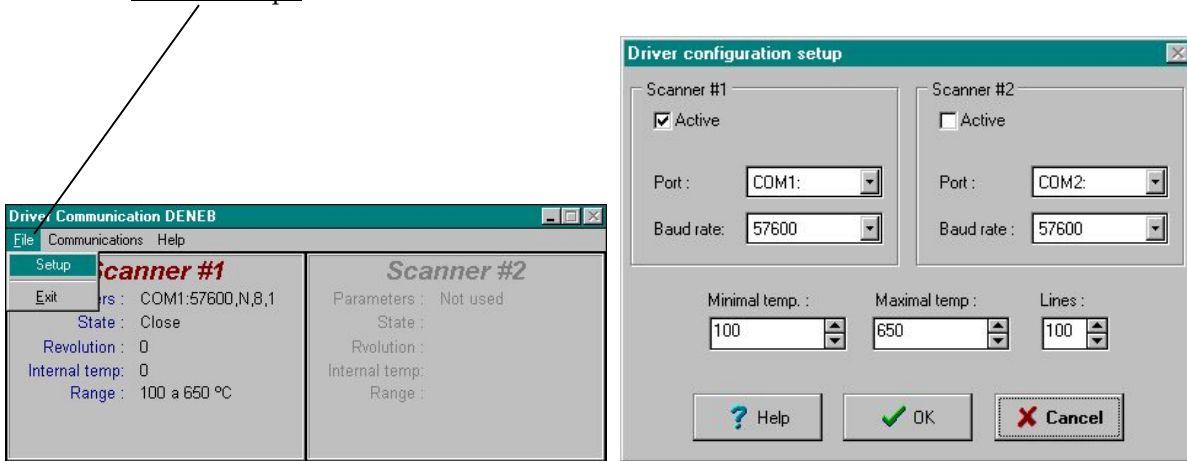 Driver Communication DENEB
File Communications Help
Setup
Exit
Scanner #1
COM1:57600,N,8,1
State : Close
Revolution : 0
Internal temp: 0
Range : 100 a 650 ºC
Scanner #2
Parameters : Not used
State :
Rvolution :
Internal temp:
Range :
Driver configuration setup
Scanner #1
Active
Port : COM1:
Baud rate: 57600
Scanner #2
Active
Port : COM2:
Baud rate : 57600
Minimal temp. : Maximal temp : Lines :
100 650 100
? Help OK Cancel